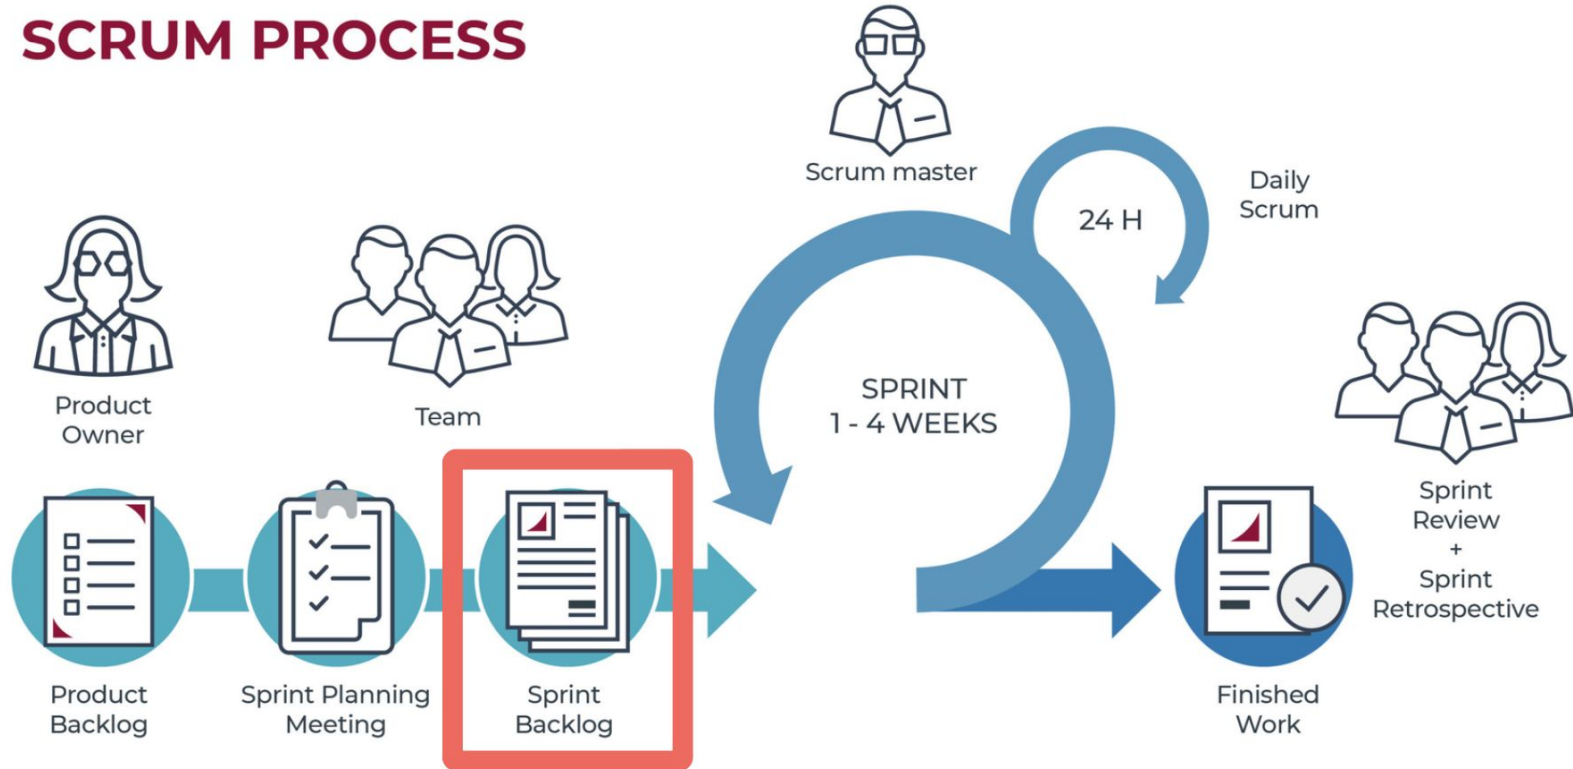 SCRUM PROCESS
Scrum master
24 H
Daily
Scrum
Product
Owner
Team
SPRINT
1 - 4 WEEKS
Sprint
Review
+
Sprint
Retrospective
Product
Backlog
Sprint Planning
Meeting
Sprint
Backlog
Finished
Work